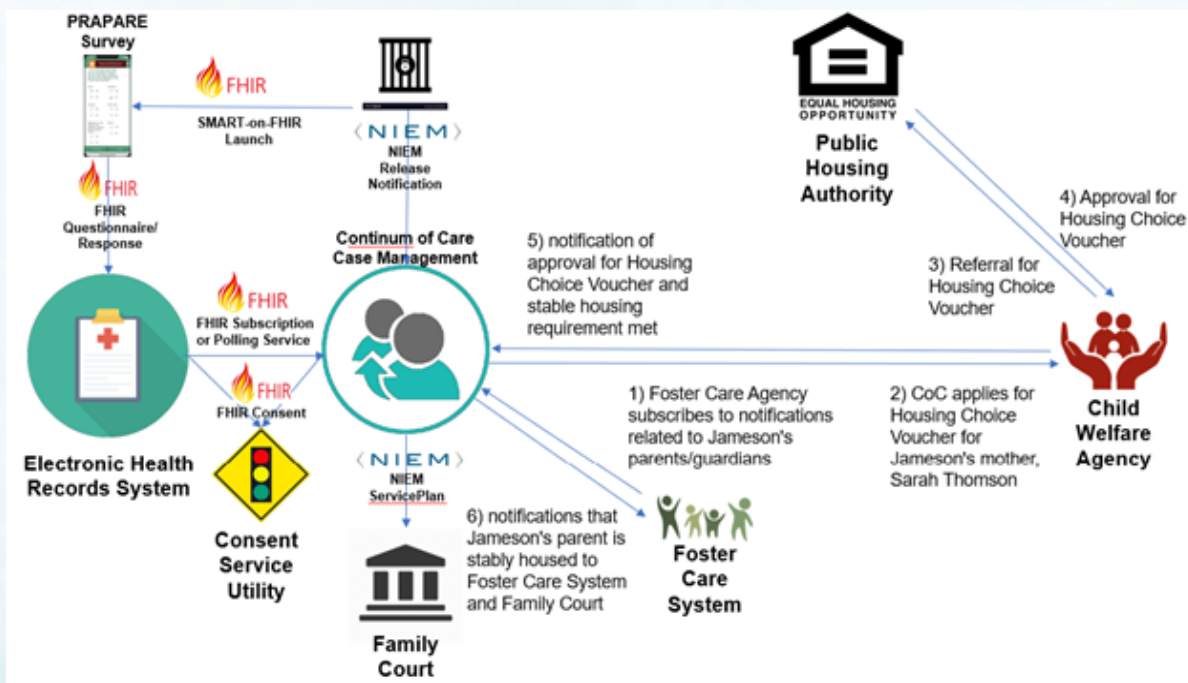 PRAPARE
Survey
FHIR
SMART-on-FHIR
Launch
NIEM
NIEM
Release
Notification
EQUAL HOUSING
OPPORTUNITY
Public
Housing
Authority
FHIR
FHIR
Questionnaire/
Response
Continum of Care
Case Management
5) notification of
approval for Housing
Choice Voucher and
stable housing
requirement met
3) Referral for
Housing Choice
Voucher
4) Approval for
Housing Choice
Voucher
FHIR
FHIR Subscription
or Polling Service
FHIR
FHIR Consent
Electronic Health
Records System
Consent
Service
Utility
NIEM
NIEM
ServicePlan
1) Foster Care Agency
subscribes to notifications
related to Jameson's
parents/guardians
2) CoC applies for
Housing Choice
Voucher for
Jameson's mother,
Sarah Thomson
Child
Welfare
Agency
6) notifications that
Jameson's parent is
stably housed to
Foster Care System
and Family Court
Foster
Care
System
Family
Court